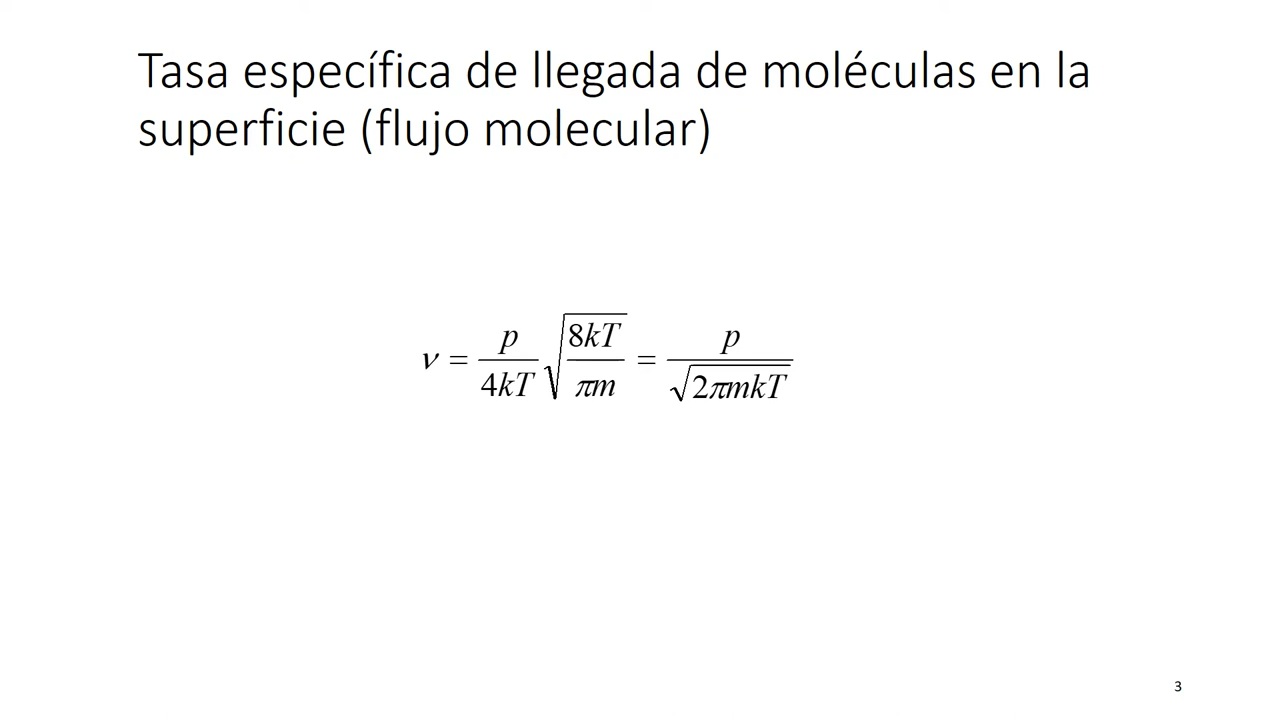 Tasa específica de llegada de moléculas en la
superficie (flujo molecular)
ν = p/4kT √(8kT/πm) = p/√(2πmkT)
3